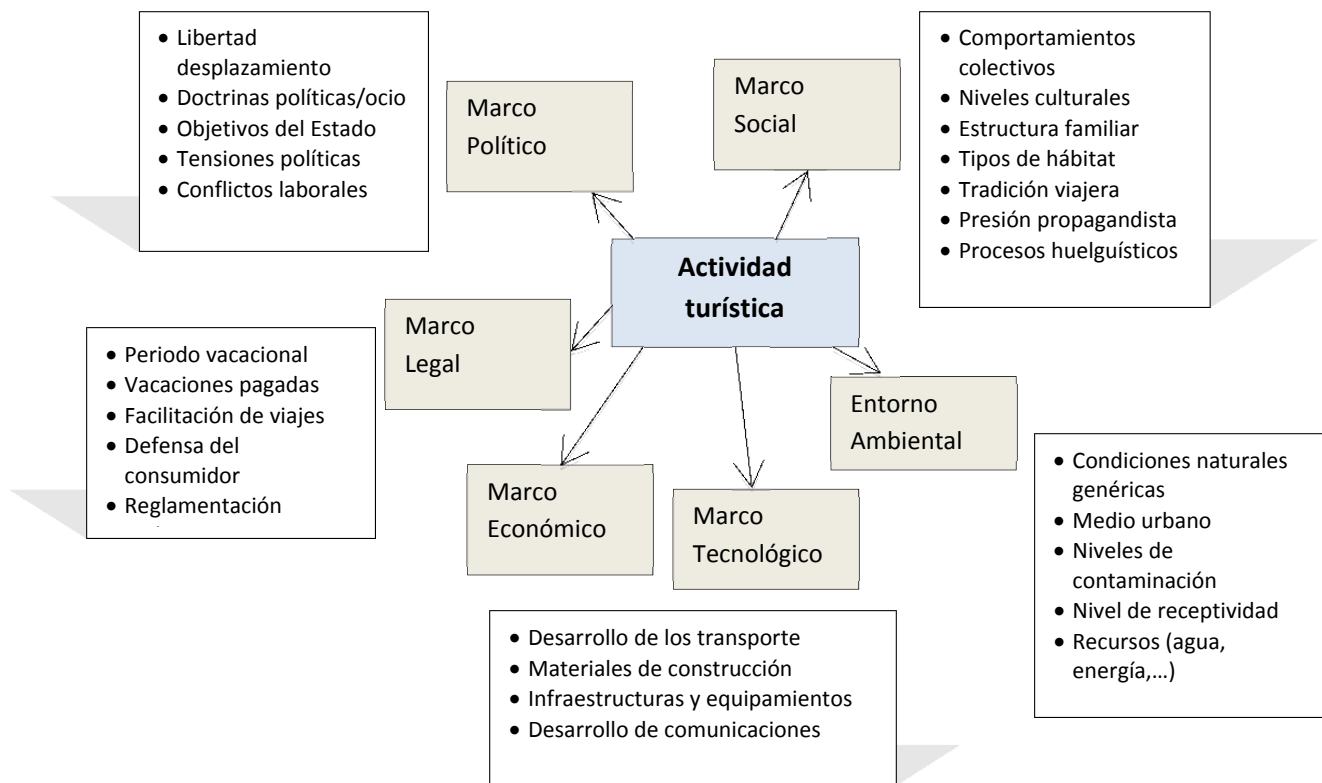 • Libertad
desplazamiento
• Doctrinas políticas/ocio
• Objetivos del Estado
• Tensiones políticas
• Conflictos laborales
Marco
Político
Marco
Social
• Comportamientos
colectivos
• Niveles culturales
• Estructura familiar
• Tipos de hábitat
• Tradición viajera
• Presión propagandista
• Procesos huelguísticos
Actividad
turística
Marco
Legal
• Periodo vacacional
• Vacaciones pagadas
• Facilitación de viajes
• Defensa del
consumidor
• Reglamentación
Entorno
Ambiental
Marco
Económico
Marco
Tecnológico
• Condiciones naturales
genéricas
• Medio urbano
• Niveles de
contaminación
• Nivel de receptividad
• Recursos (agua,
energía,...)
• Desarrollo de los transporte
• Materiales de construcción
• Infraestructuras y equipamientos
• Desarrollo de comunicaciones